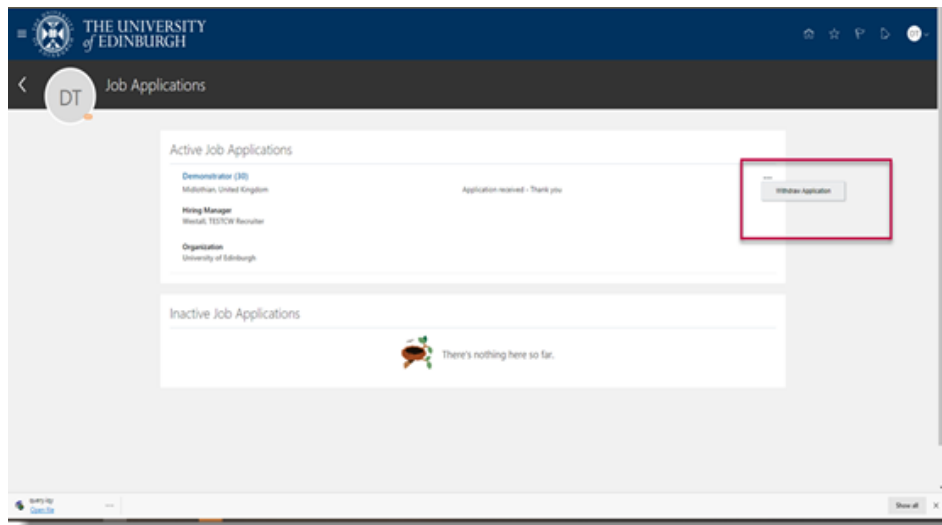 THE UNIVERSITY
of EDINBURGH
DT
DT
Job Applications
Active Job Applications
Demonstrator (30)
Midlothian, United Kingdom
Application received - Thank you
...
Withdraw Application
Hiring Manager
Westall, TESTCW Recruiter
Organization
University of Edinburgh
Inactive Job Applications
There's nothing here so far.
Open file
...
Show all